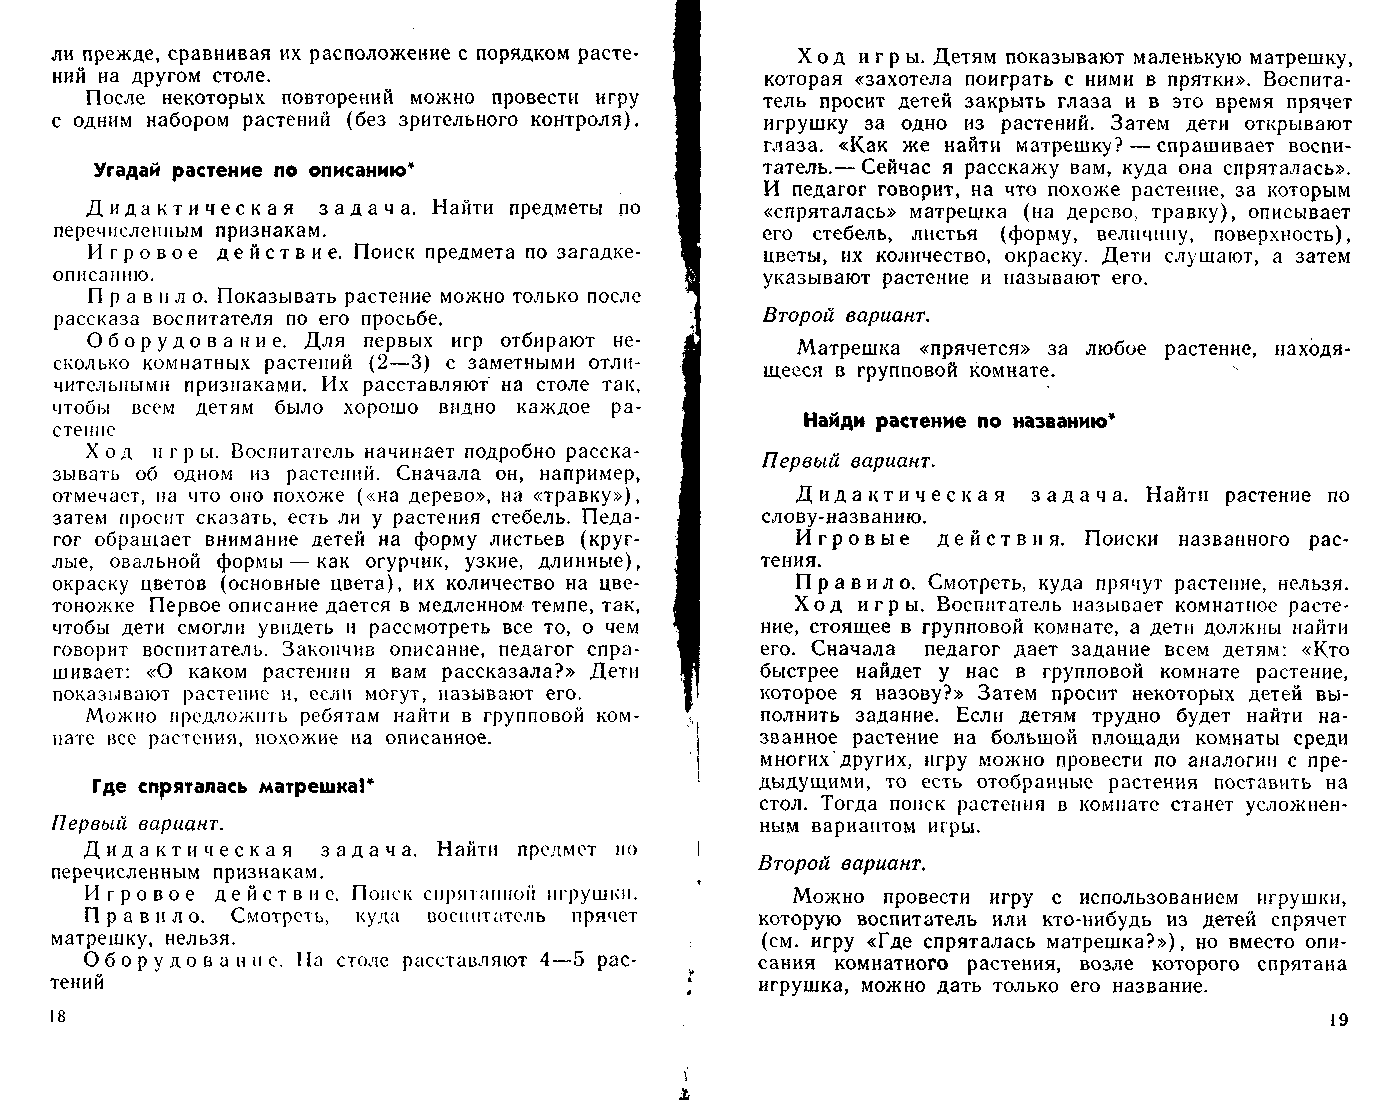 ли прежде, сравнивая их расположение с порядком расте-
ний на другом столе.
После некоторых повторений можно провести игру
с одним набором растений (без зрительного контроля).
Угадай растение по описанию*
Дидактическая задача. Найти предметы по
перечисленным признакам.
Игровое действие. Поиск предмета по загадке-
описанию.
Правило. Показывать растение можно только после
рассказа воспитателя по его просьбе.
Оборудование. Для первых игр отбирают не-
сколько комнатных растений (2—3) с заметными отли-
чительными признаками. Их расставляют на столе так,
чтобы всем детям было хорошо видно каждое ра-
стение
Ход игры. Воспитатель начинает подробно расска-
зывать об одном из растений. Сначала он, например,
отмечает, на что оно похоже («на дерево», на «травку»),
затем просит сказать, есть ли у растения стебель. Педа-
гог обращает внимание детей на форму листьев (круг-
лые, овальной формы — как огурчик, узкие, длинные),
окраску цветов (основные цвета), их количество на цве-
тоножке Первое описание дается в медленном темпе, так,
чтобы дети смогли увидеть и рассмотреть все то, о чем
говорит воспитатель. Закончив описание, педагог спра-
шивает: «О каком растении я вам рассказала?» Дети
показывают растение и, если могут, называют его.
Можно предложить ребятам найти в групповой ком-
нате все растения, похожие на описанное.
Где спряталась матрешка!*
Первый вариант.
Дидактическая задача. Найти предмет по
перечисленным признакам.
Игровое действие. Поиск спрятанной игрушки.
Правило. Смотреть, куда воспитатель прячет
матрешку, нельзя.
Оборудование. На столе расставляют 4—5 рас-
тений
18
Ход игры. Детям показывают маленькую матрешку,
которая «захотела поиграть с ними в прятки». Воспита-
тель просит детей закрыть глаза и в это время прячет
игрушку за одно из растений. Затем дети открывают
глаза. «Как же найти матрешку? — спрашивает воспи-
татель.— Сейчас я расскажу вам, куда она спряталась».
И педагог говорит, на что похоже растение, за которым
«спряталась» матрешка (на дерево, травку), описывает
его стебель, листья (форму, величину, поверхность),
цветы, их количество, окраску. Дети слушают, а затем
указывают растение и называют его.
Второй вариант.
Матрешка «прячется» за любое растение, находя-
щееся в групповой комнате.
Найди растение по названию*
Первый вариант.
Дидактическая задача. Найти растение по
слову-названию.
Игровые действия. Поиски названного рас-
тения.
Правило. Смотреть, куда прячут растение, нельзя.
Ход игры. Воспитатель называет комнатное расте-
ние, стоящее в групповой комнате, а дети должны найти
его. Сначала педагог дает задание всем детям: «Кто
быстрее найдет у нас в групповой комнате растение,
которое я назову?» Затем просит некоторых детей вы-
полнить задание. Если детям трудно будет найти на-
званное растение на большой площади комнаты среди
многих других, игру можно провести по аналогии с пре-
дыдущими, то есть отобранные растения поставить на
стол. Тогда поиск растения в комнате станет усложнен-
ным вариантом игры.
Второй вариант.
Можно провести игру с использованием игрушки,
которую воспитатель или кто-нибудь из детей спрячет
(см. игру «Где спряталась матрешка?»), но вместо опи-
сания комнатного растения, возле которого спрятана
игрушка, можно дать только его название.
19